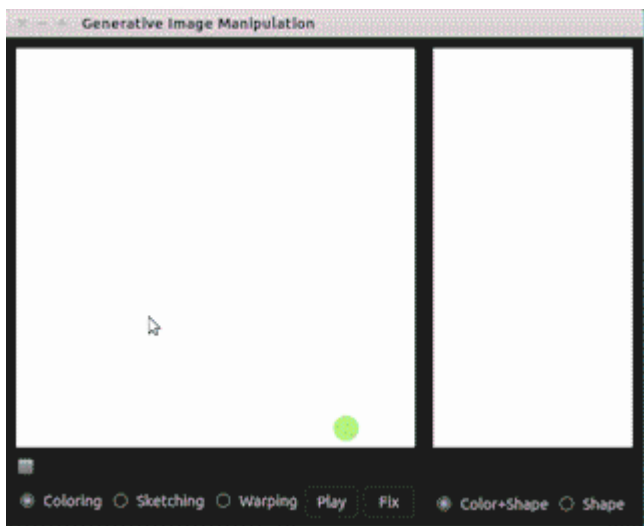 Generative Image Manipulation
Coloring Sketching Warping Play Fix Color+Shape Shape